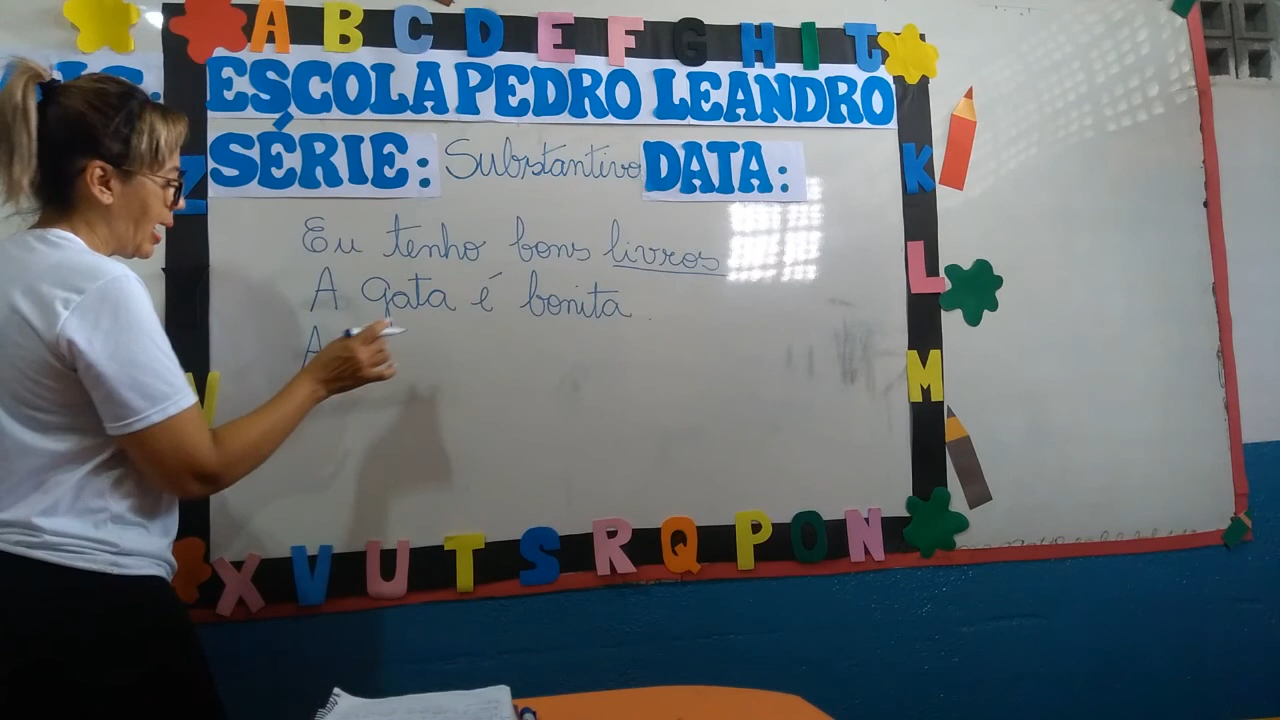 A B C D E F G H I J
ESCOLA PEDRO LEANDRO
SÉRIE: Substantivo DATA:
Eu tenho bons livros
A gata é bonita.
A
K
L
M
N
O
P
Q
R
S
T
U
V
X
Z